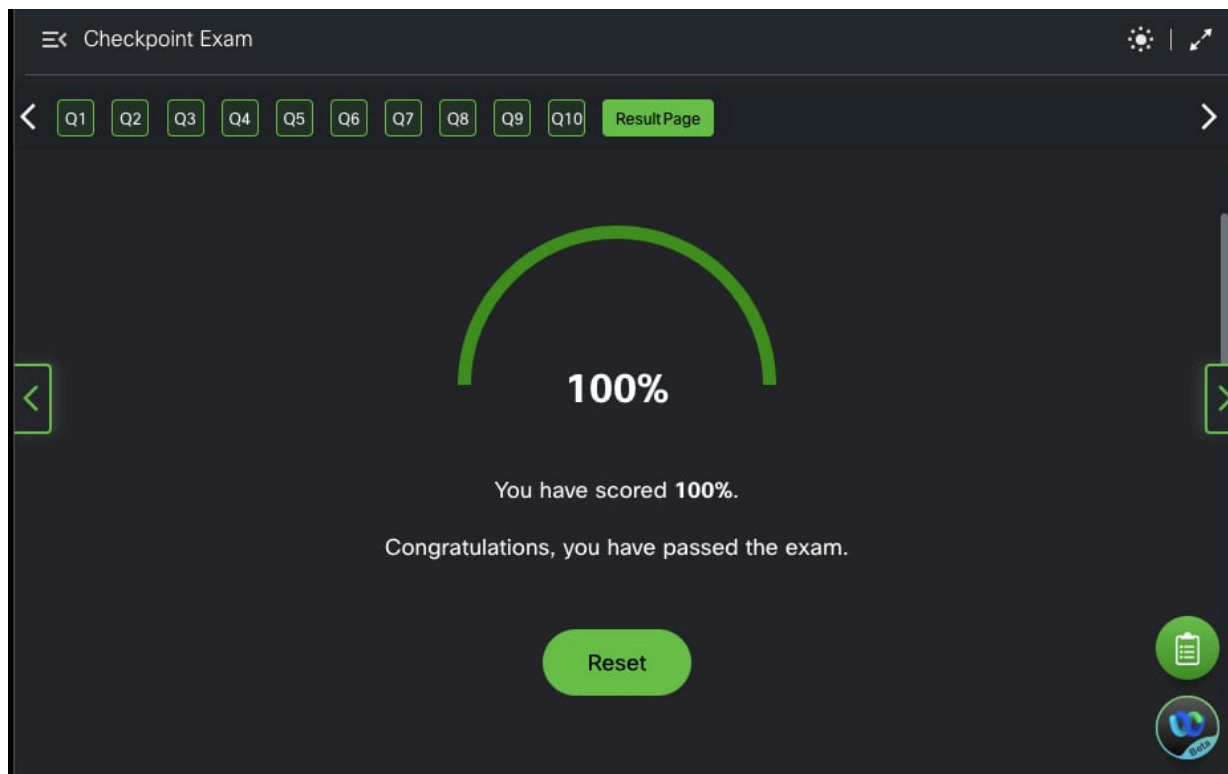 Checkpoint Exam
Q1 Q2 Q3 Q4 Q5 Q6 Q7 Q8 Q9 Q10 Result Page
100%
You have scored 100%.
Congratulations, you have passed the exam.
Reset
Beta